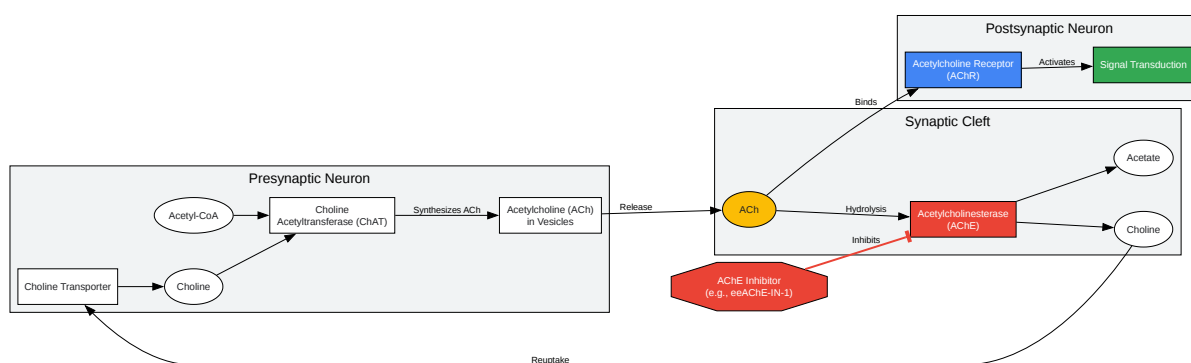 Postsynaptic Neuron
Acetylcholine Receptor
(AChR)
Activates
Signal Transduction
Binds
Synaptic Cleft
Acetate
ACh
Hydrolysis
Acetylcholinesterase
(AChE)
Choline
Inhibits
AChE Inhibitor
(e.g., eeAChE-IN-1)
Presynaptic Neuron
Acetyl-CoA
Choline
Acetyltransferase (ChAT)
Synthesizes ACh
Acetylcholine (ACh)
in Vesicles
Release
Choline Transporter
Choline
Reuptake